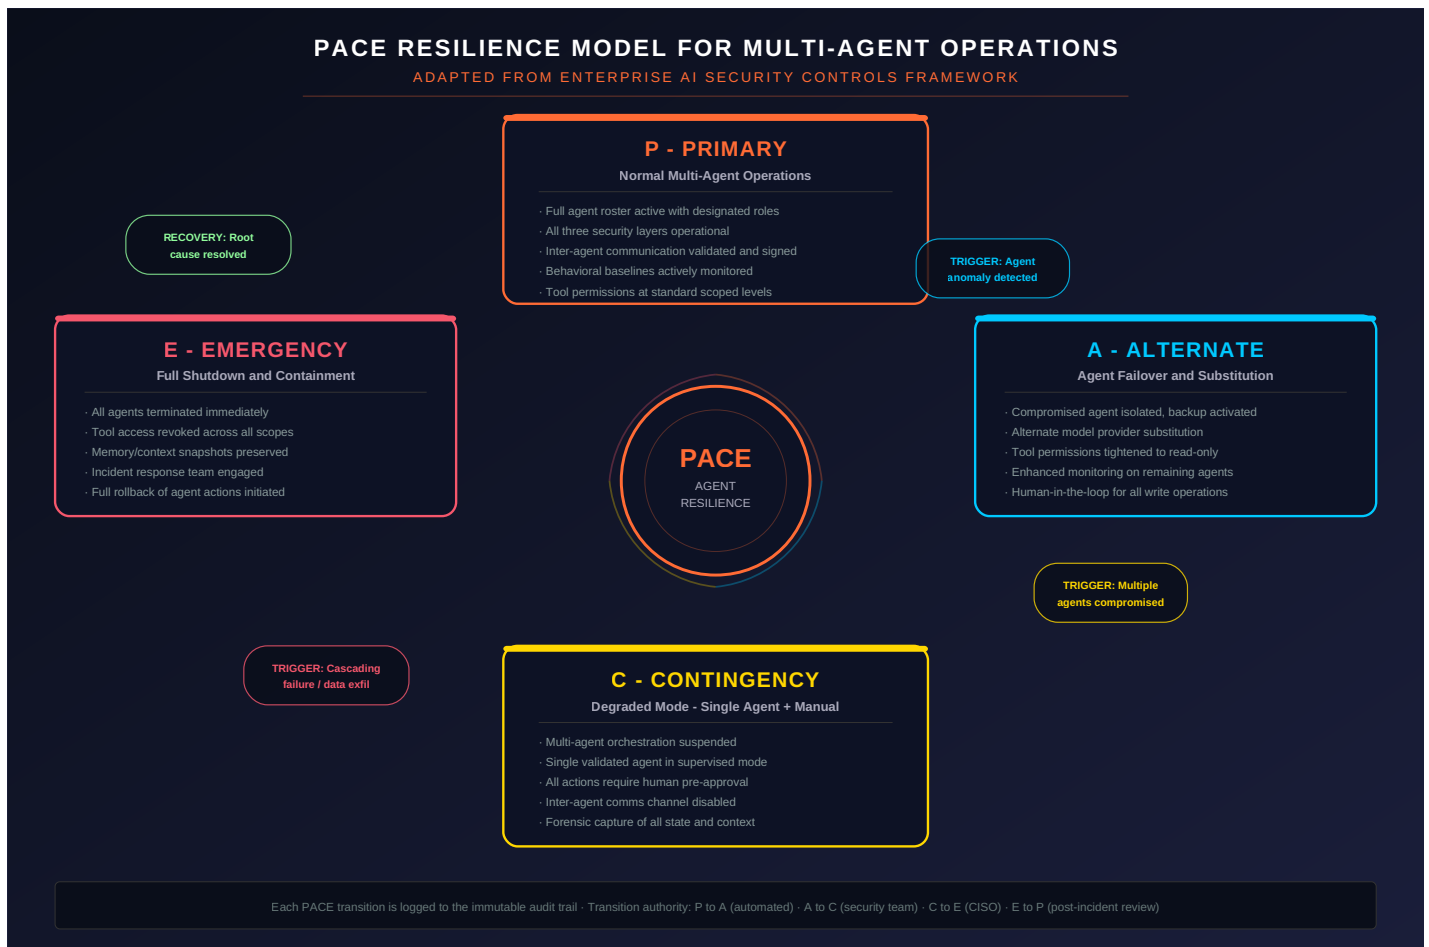 PACE RESILIENCE MODEL FOR MULTI-AGENT OPERATIONS
ADAPTED FROM ENTERPRISE AI SECURITY CONTROLS FRAMEWORK
P - PRIMARY
Normal Multi-Agent Operations
· Full agent roster active with designated roles
· All three security layers operational
· Inter-agent communication validated and signed
· Behavioral baselines actively monitored
· Tool permissions at standard scoped levels
RECOVERY: Root
cause resolved
TRIGGER: Agent
anomaly detected
E - EMERGENCY
Full Shutdown and Containment
· All agents terminated immediately
· Tool access revoked across all scopes
· Memory/context snapshots preserved
· Incident response team engaged
· Full rollback of agent actions initiated
PACE
AGENT
RESILIENCE
A - ALTERNATE
Agent Failover and Substitution
· Compromised agent isolated, backup activated
· Alternate model provider substitution
· Tool permissions tightened to read-only
· Enhanced monitoring on remaining agents
· Human-in-the-loop for all write operations
TRIGGER: Multiple
agents compromised
TRIGGER: Cascading
failure / data exfil
C - CONTINGENCY
Degraded Mode - Single Agent + Manual
· Multi-agent orchestration suspended
· Single validated agent in supervised mode
· All actions require human pre-approval
· Inter-agent comms channel disabled
· Forensic capture of all state and context
Each PACE transition is logged to the immutable audit trail · Transition authority: P to A (automated) · A to C (security team) · C to E (CISO) · E to P (post-incident review)